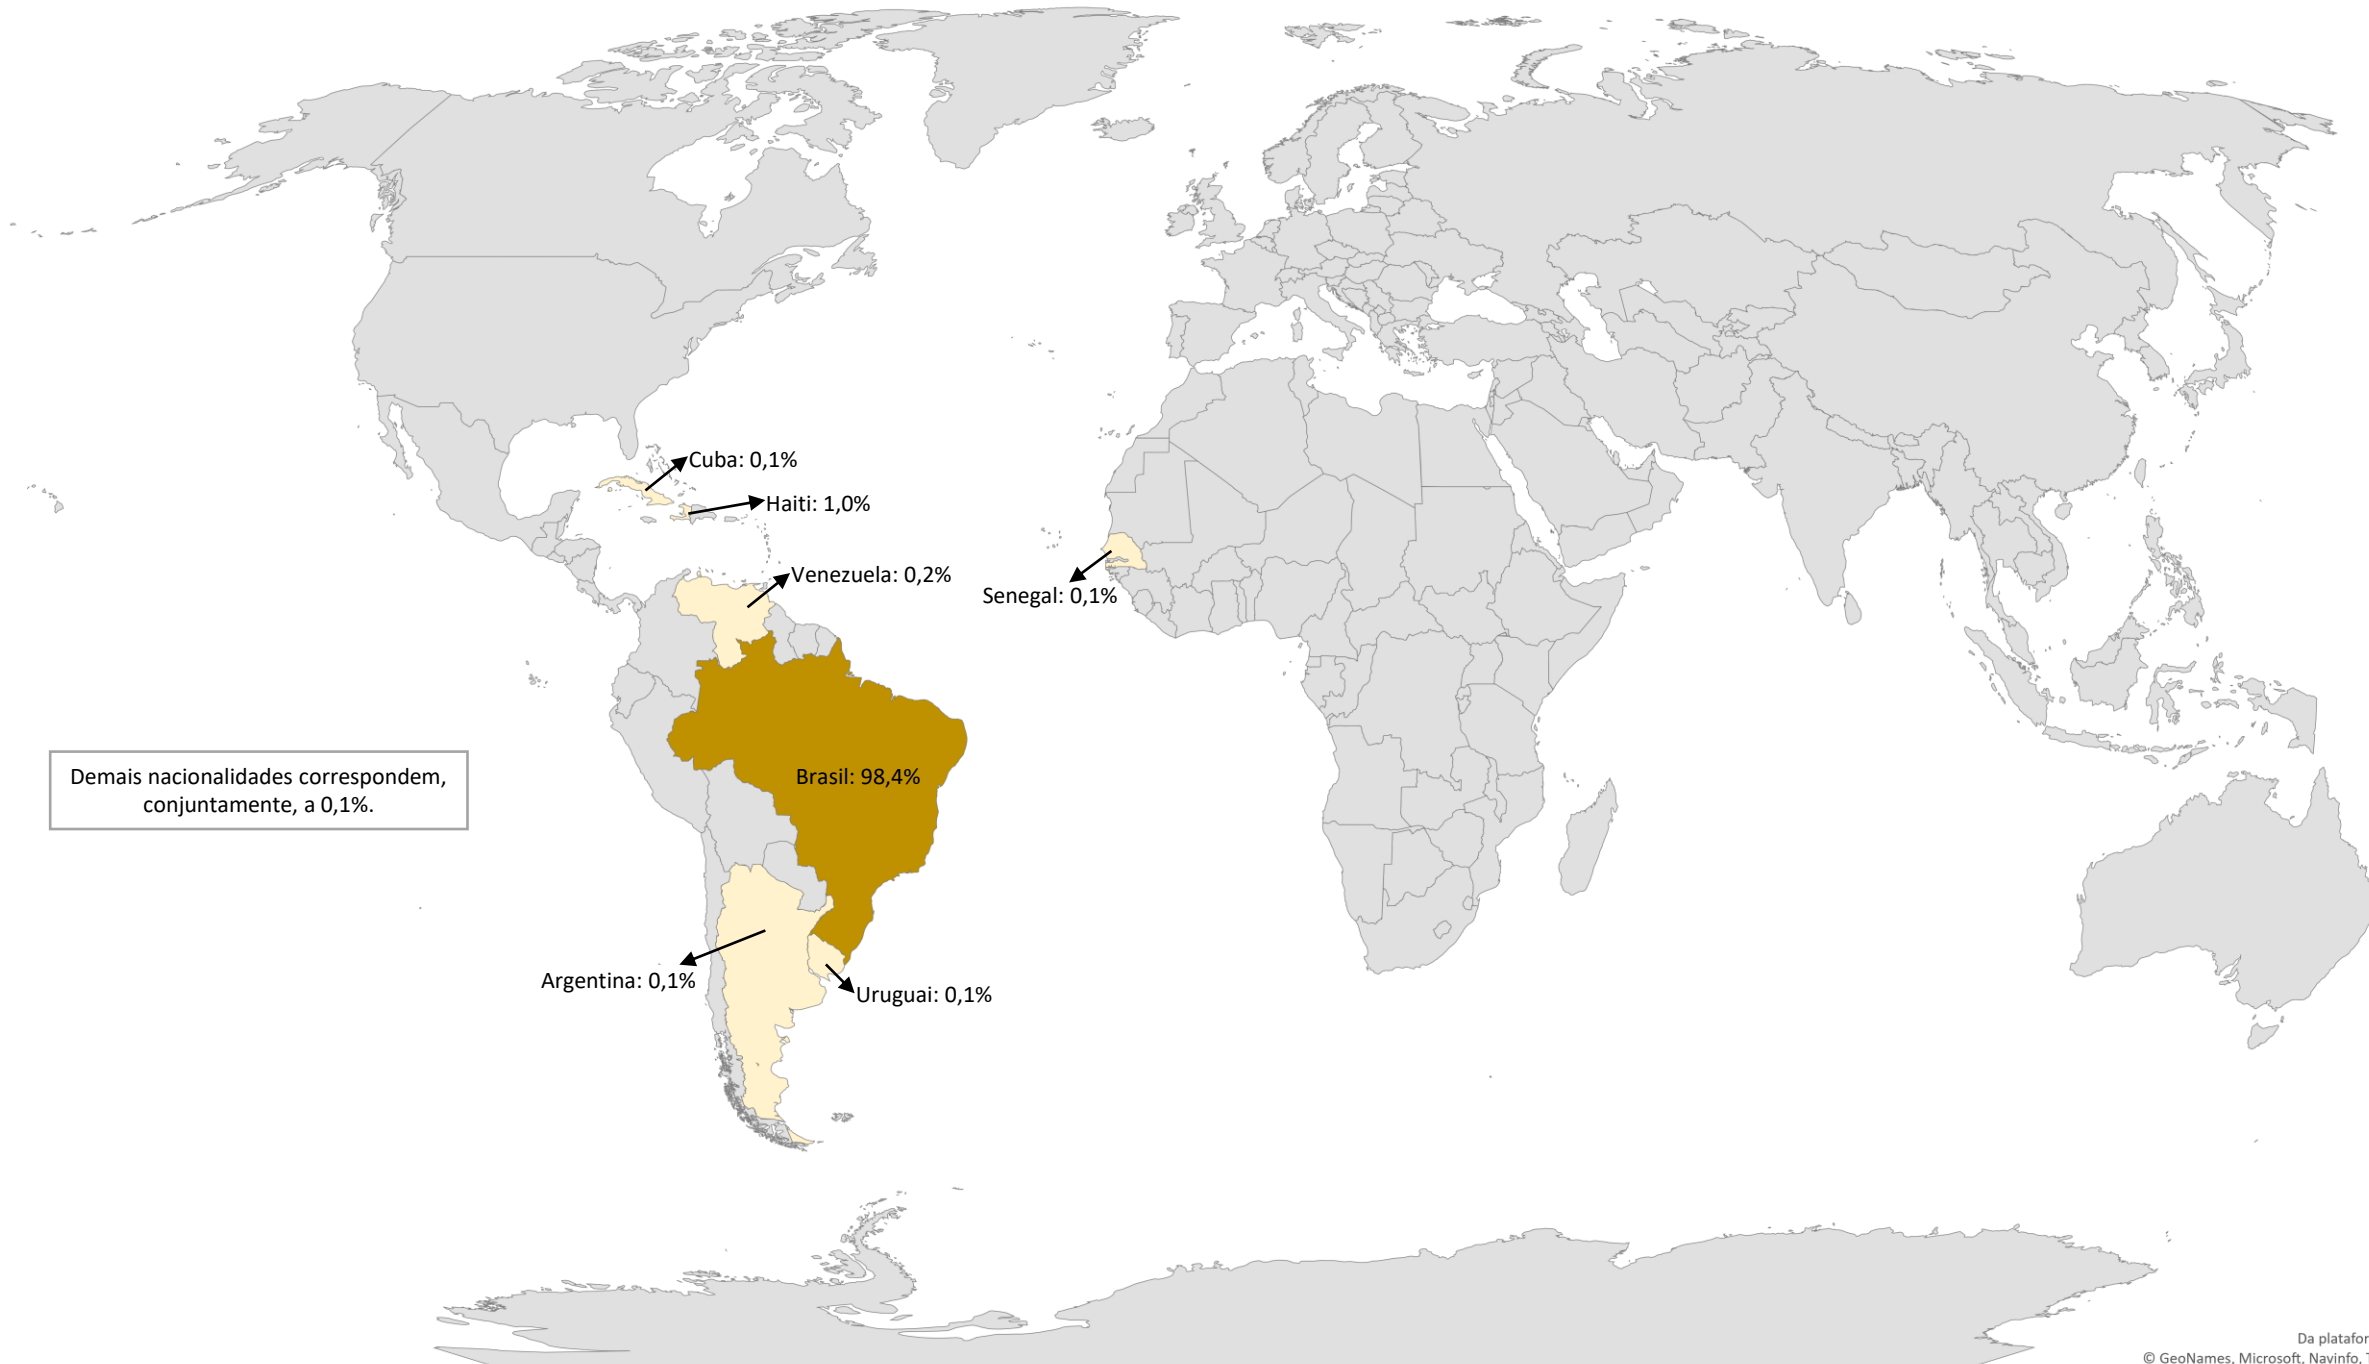 Cuba: 0,1%
Haiti: 1,0%
Venezuela: 0,2%
Senegal: 0,1%
Demais nacionalidades correspondem,
conjuntamente, a 0,1%.
Brasil: 98,4%
Argentina: 0,1%
Uruguai: 0,1%
Da
© GeoNames, Microsoft, Navinfo,